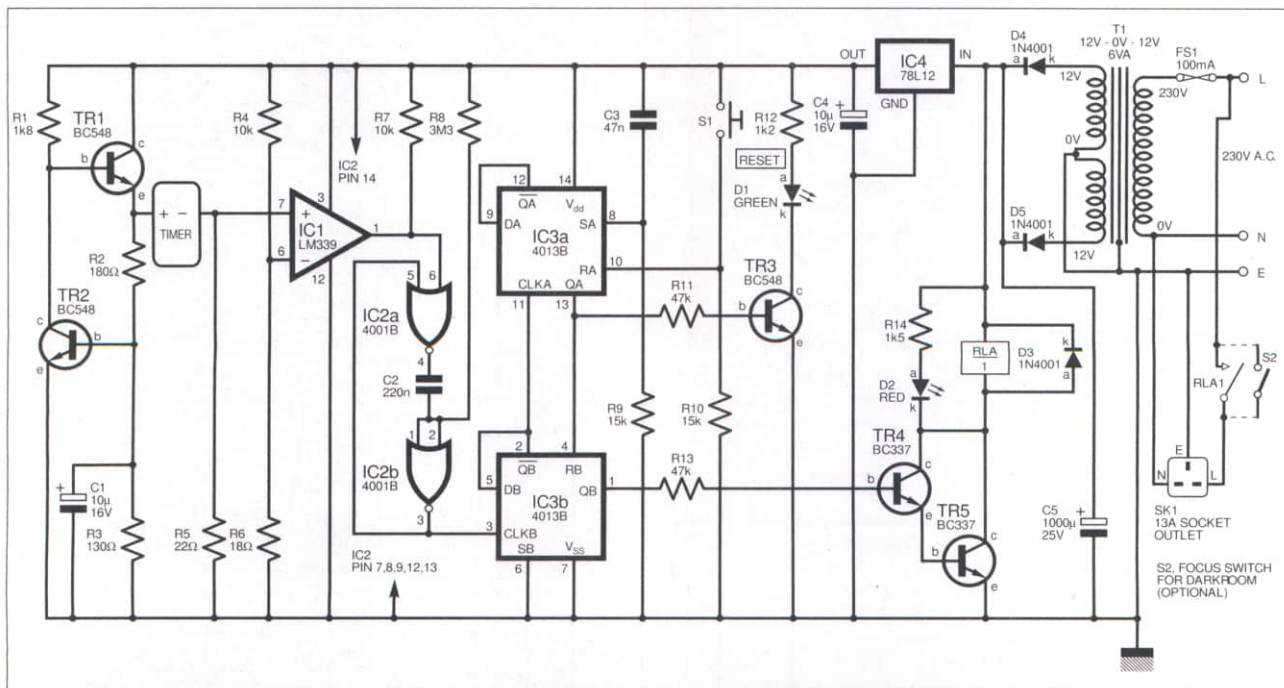 R1
1k8
TR1
BC548
b
c
e
+ -
TIMER
R2
180Ω
TR2
BC548
c
b
e
+
C1
10µ
16V
R3
130Ω
R5
22Ω
R6
18Ω
R4
10k
7
6
+
-
3
IC1
LM339
1
12
IC2
PIN 14
R7
10k
R8
3M3
5
6
IC2a
4001B
4
C2
220n
1
2
IC2b
4001B
3
IC2
PIN 7,8,9,12,13
12
QA
14
Vdd
9
DA
SA
8
IC3a
4013B
RA
10
CLKA
QA
11
13
2
QB
4
RB
5
DB
QB
1
IC3b
4013B
3
CLKB
SB
VSS
6
7
C3
47n
S1
R9
15k
R10
15k
R11
47k
R13
47k
R12
1k2
RESET
a
D1
GREEN
k
TR3
BC548
b
c
e
C4
10µ
16V
+
OUT
IC4
78L12
IN
GND
R14
1k5
a
D2
RED
k
RLA
1
D3
1N4001
k
a
TR4
BC337
b
c
e
TR5
BC337
b
c
e
C5
1000µ
25V
+
D4
1N4001
a
k
12V
D5
1N4001
a
k
12V
0V
T1
12V - 0V - 12V
6VA
230V
0V
FS1
100mA
L
230V A.C.
N
E
RLA1
S2
E
N
L
SK1
13A SOCKET
OUTLET
S2, FOCUS SWITCH
FOR DARKROOM
(OPTIONAL)